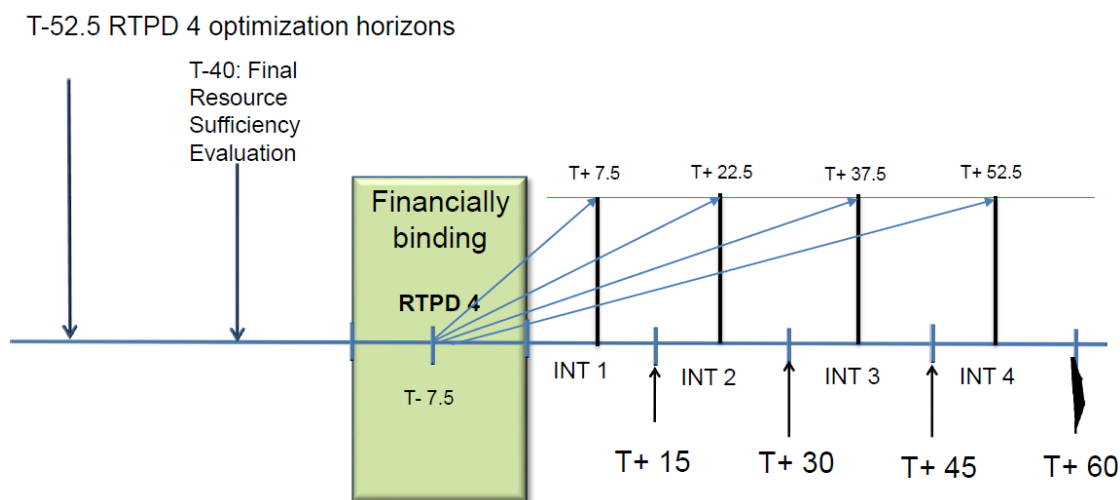 T-52.5 RTPD 4 optimization horizons
T-40: Final
Resource
Sufficiency
Evaluation
Financially
binding
RTPD 4
T- 7.5
T+ 7.5
T+ 22.5
T+ 37.5
T+ 52.5
INT 1
INT 2
INT 3
INT 4
T+ 15
T+ 30
T+ 45
T+ 60